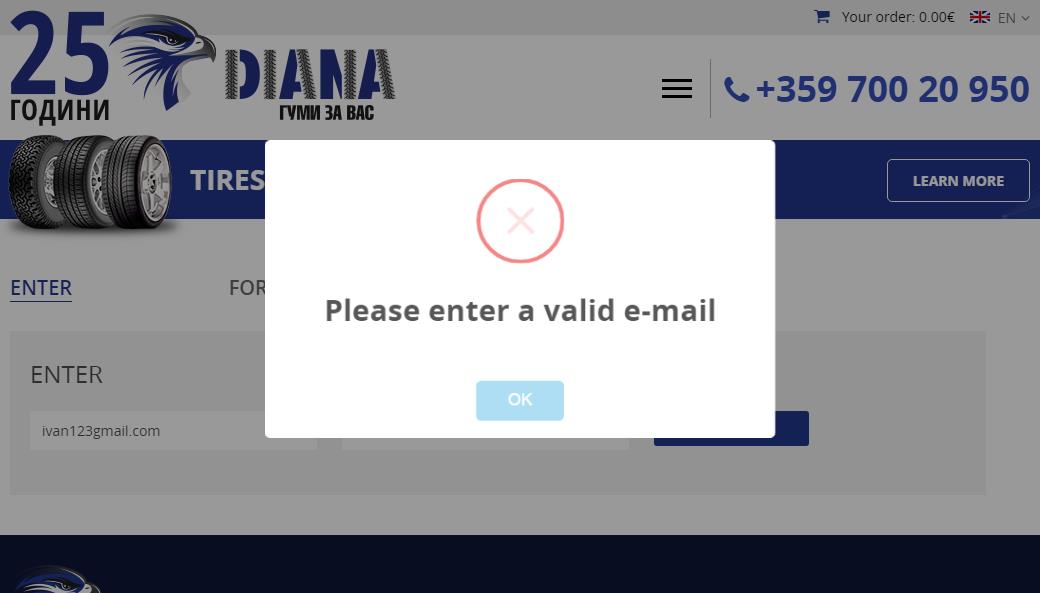 Your order: 0.00€ EN
25
ГОДИНИ
DIANA
ГУМИ ЗА ВАС
+359 700 20 950
TIRES
LEARN MORE
ENTER
FOR
Please enter a valid e-mail
OK
ENTER
ivan123gmail.com